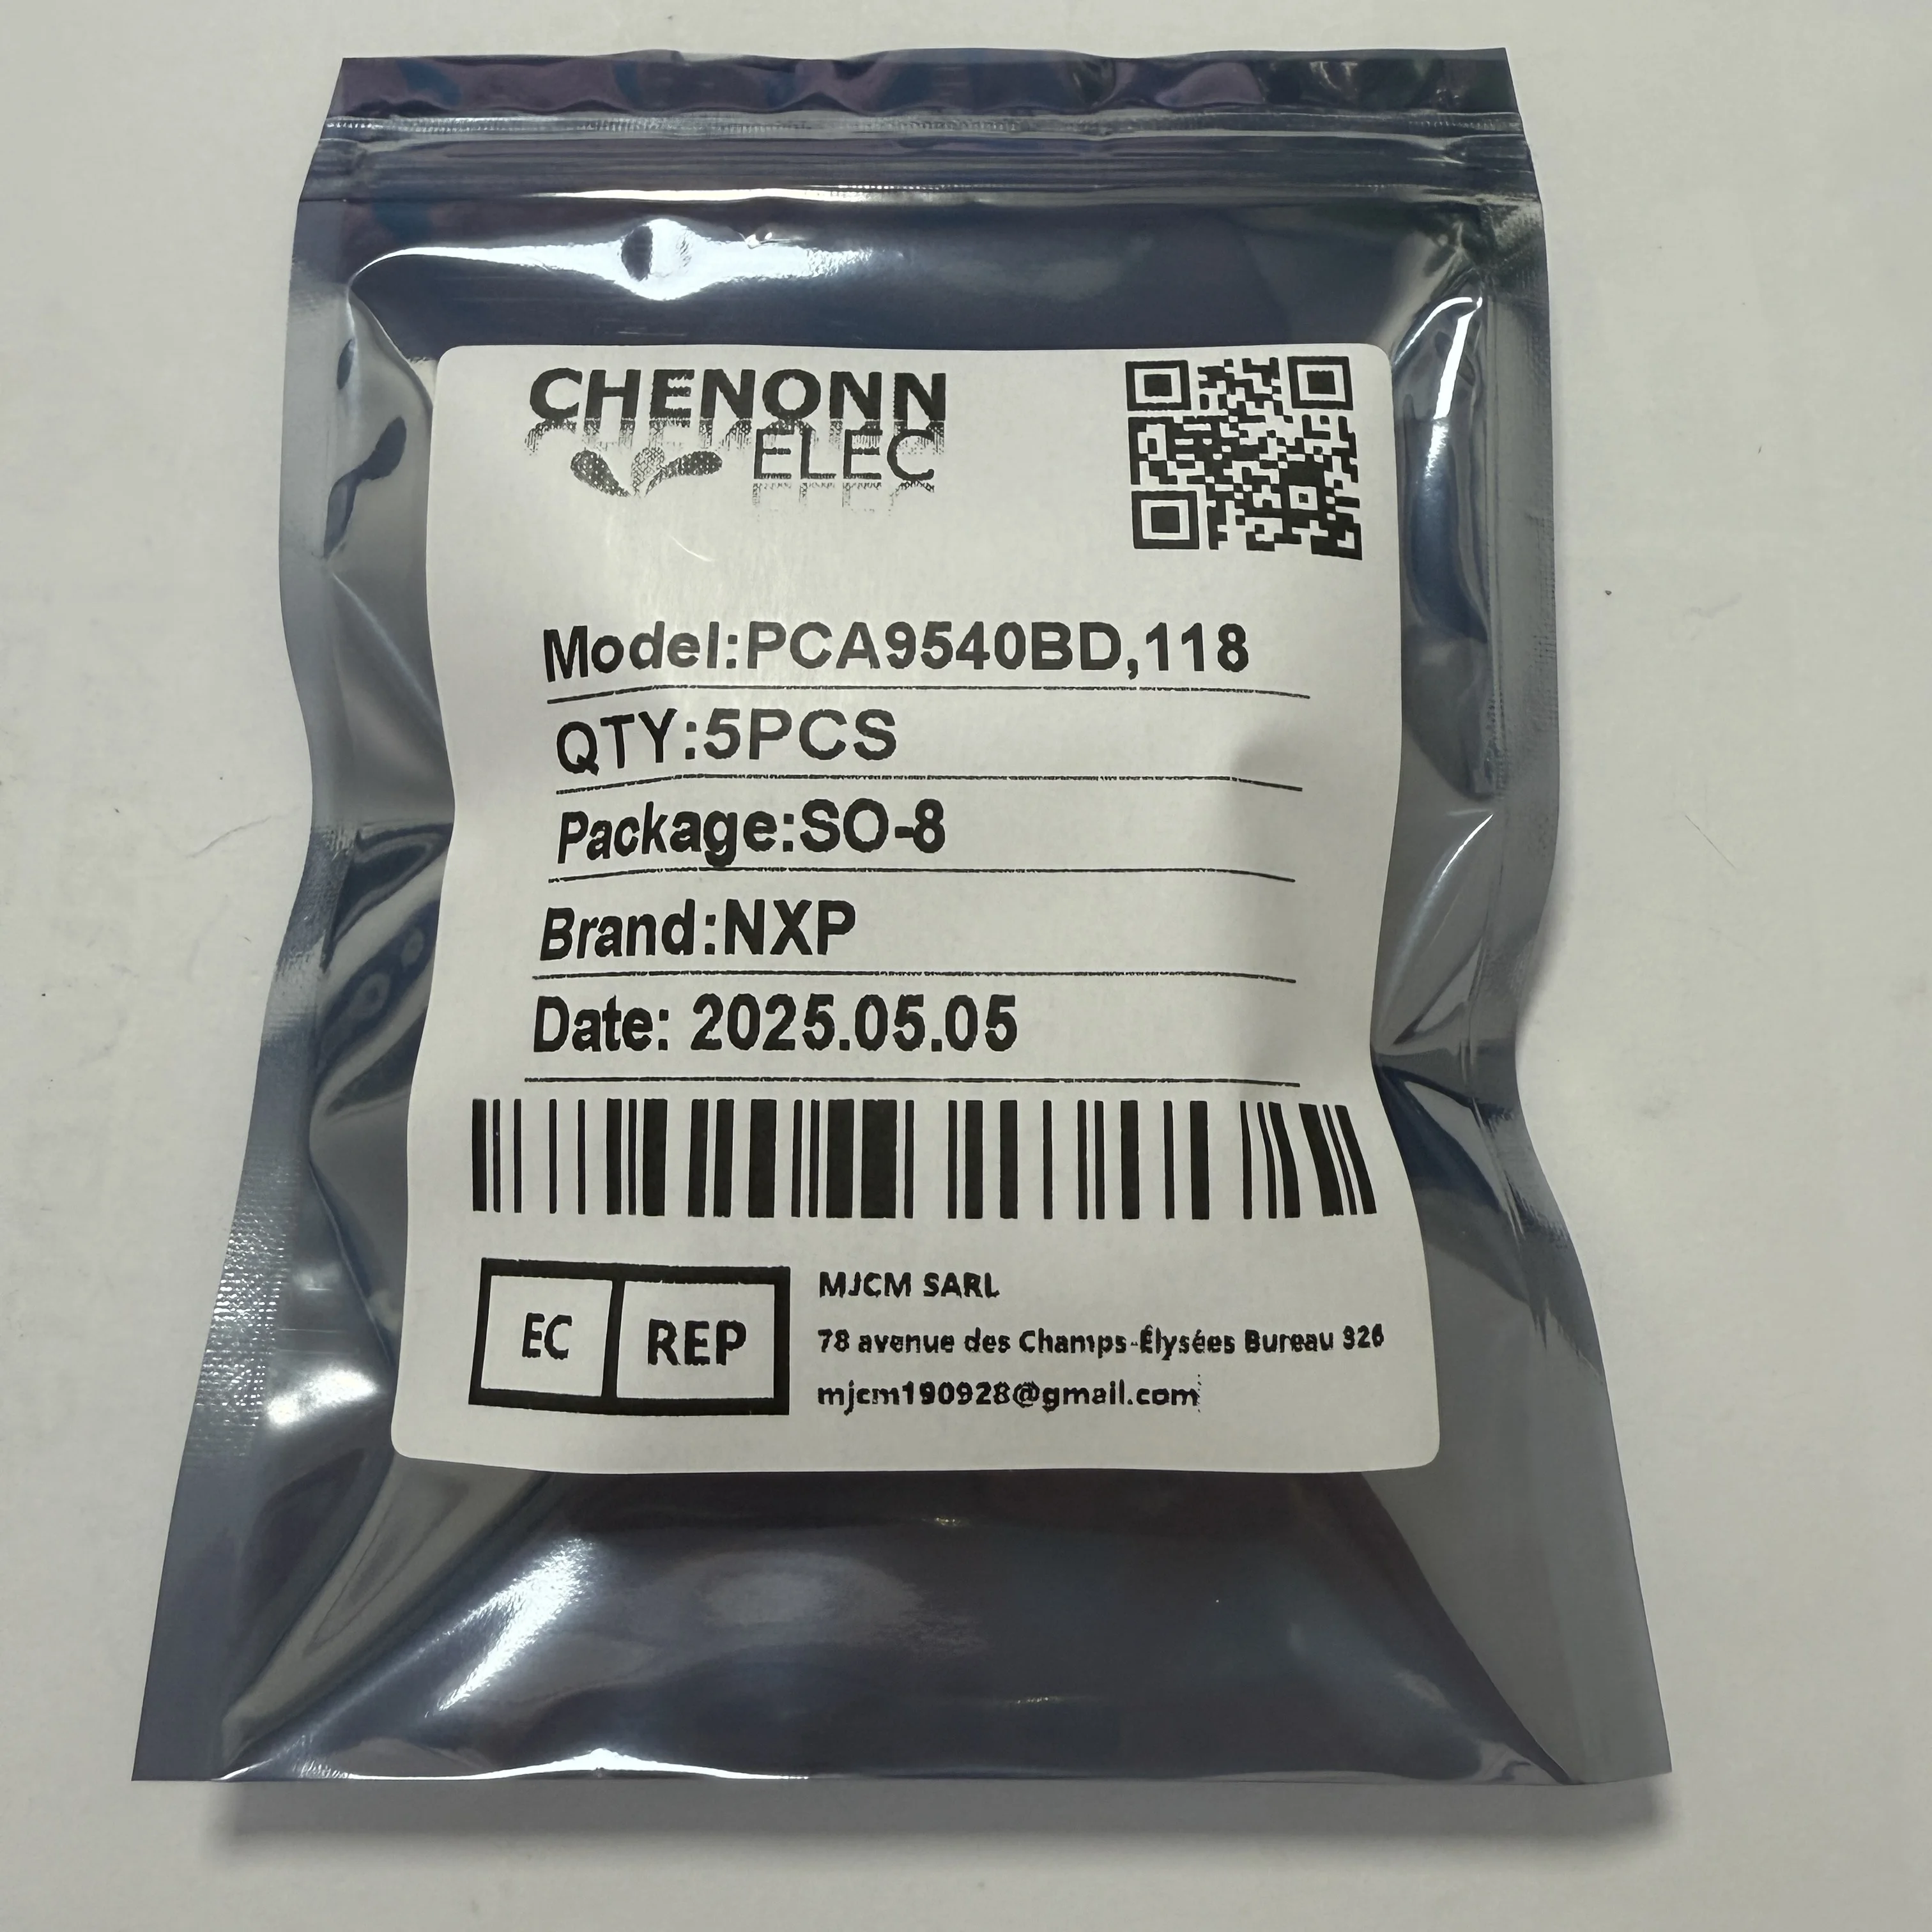 CHENONN
ELEC
Model:PCA9540BD,118
QTY:5PCS
Package:SO-8
Brand:NXP
Date: 2025.05.05
EC REP
MJCM SARL
78 avenue des Champs-Élysées Bureau 326
mjcm190928@gmail.com